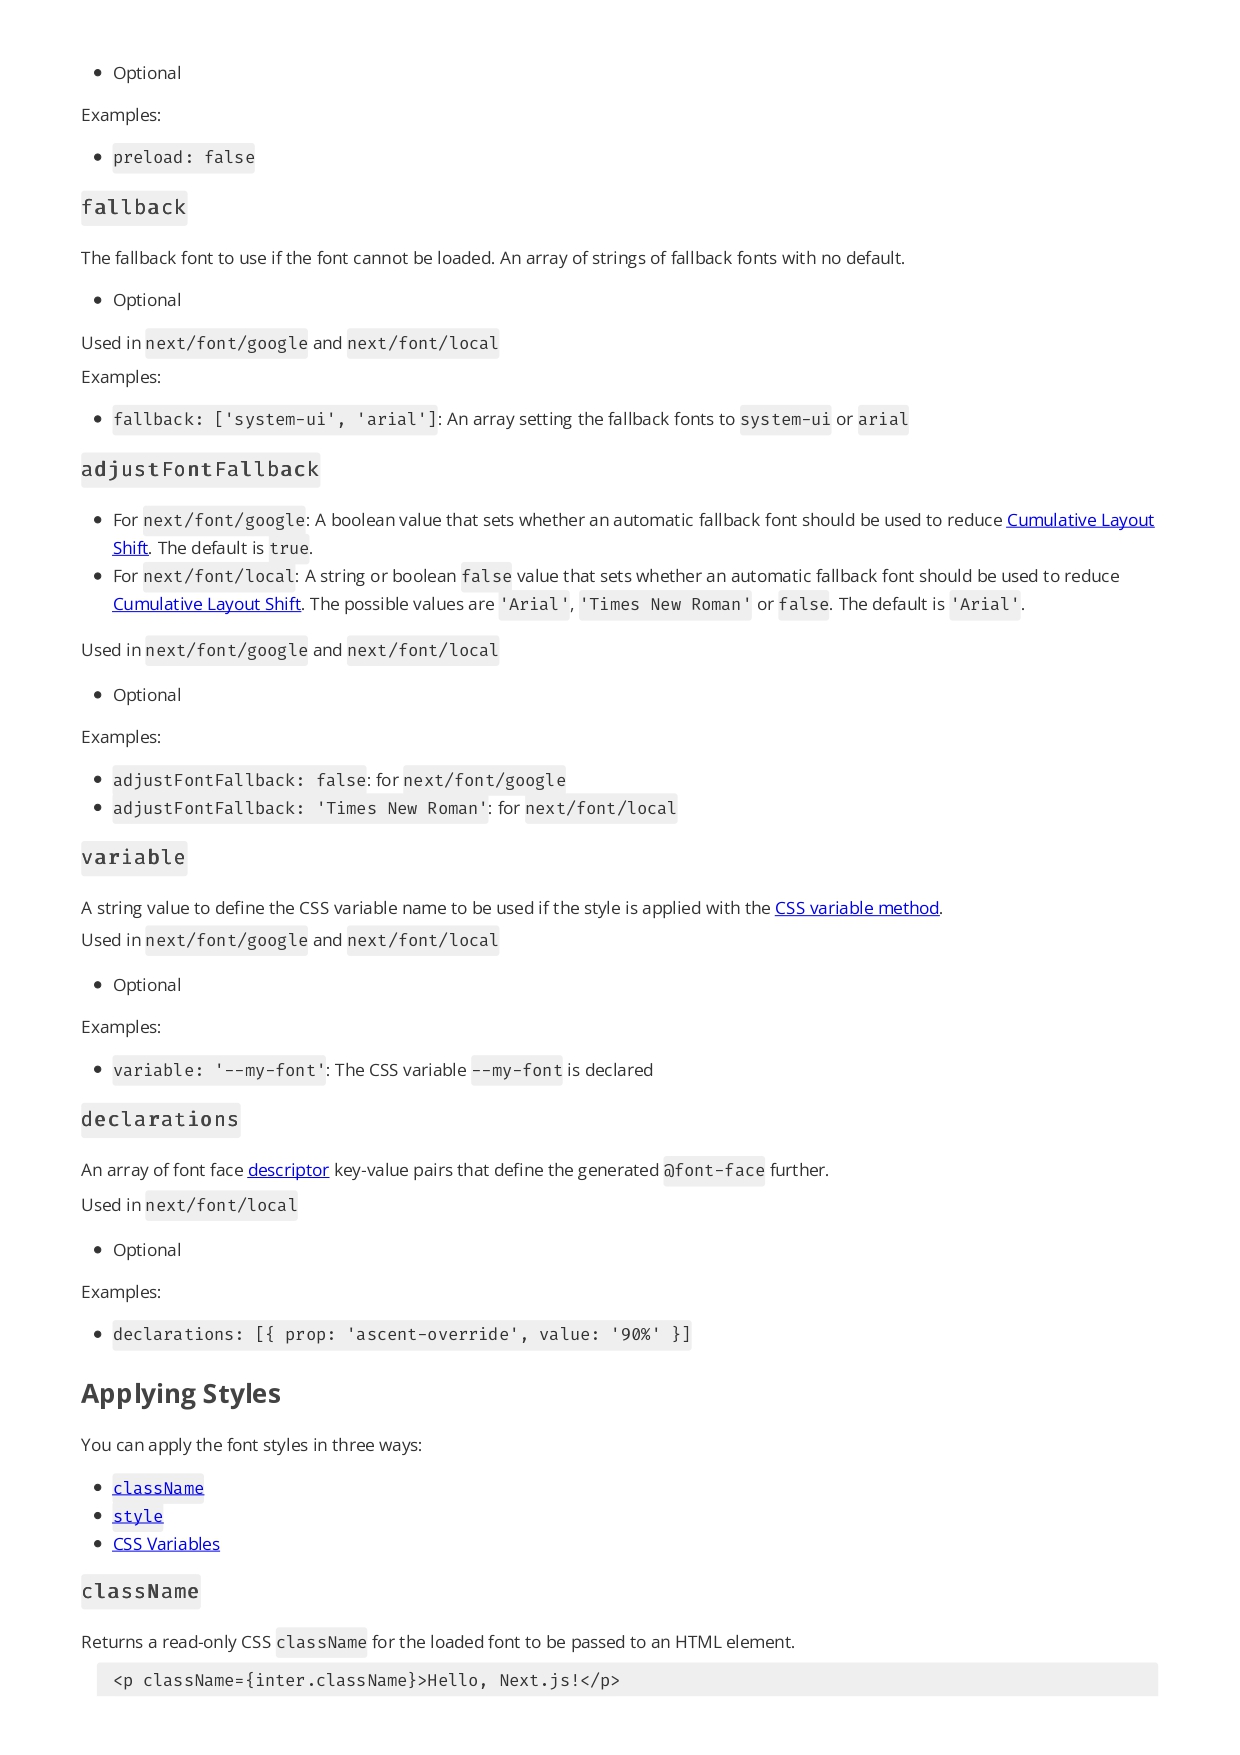 Optional
Examples:
preload: false
fallback
The fallback font to use if the font cannot be loaded. An array of strings of fallback fonts with no default.
Optional
Used in next/font/google and next/font/local
Examples:
fallback: ['system-ui', 'arial']: An array setting the fallback fonts to system-ui or arial
adjustFontFallback
For next/font/google: A boolean value that sets whether an automatic fallback font should be used to reduce Cumulative Layout
Shift. The default is true.
For next/font/local: A string or boolean false value that sets whether an automatic fallback font should be used to reduce
Cumulative Layout Shift. The possible values are 'Arial', 'Times New Roman' or false. The default is 'Arial'.
Used in next/font/google and next/font/local
Optional
Examples:
adjustFontFallback: false: for next/font/google
adjustFontFallback: 'Times New Roman': for next/font/local
variable
A string value to define the CSS variable name to be used if the style is applied with the CSS variable method.
Used in next/font/google and next/font/local
Optional
Examples:
variable: '--my-font': The CSS variable --my-font is declared
declarations
An array of font face descriptor key-value pairs that define the generated @font-face further.
Used in next/font/local
Optional
Examples:
declarations: [{ prop: 'ascent-override', value: '90%' }]
Applying Styles
You can apply the font styles in three ways:
className
style
CSS Variables
className
Returns a read-only CSS className for the loaded font to be passed to an HTML element.
<p className={inter.className}>Hello, Next.js!</p>